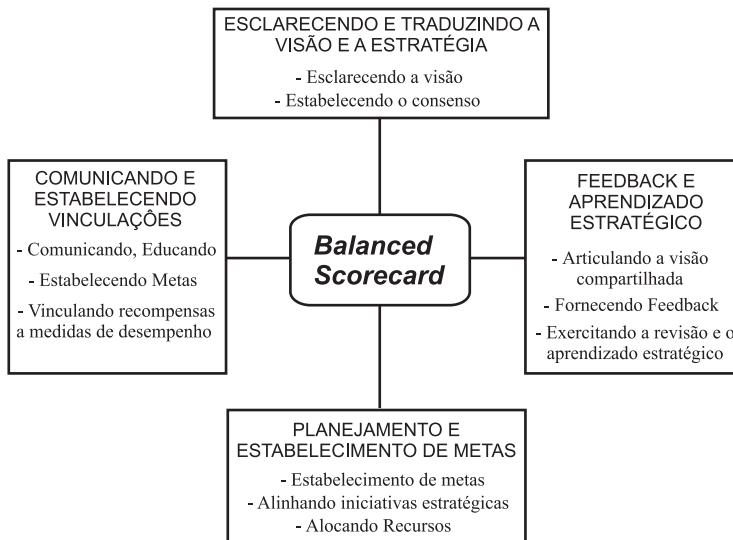 ESCLARECENDO E TRADUZINDO A
VISÃO E A ESTRATÉGIA
- Esclarecendo a visão
- Estabelecendo o consenso
COMUNICANDO E
ESTABELECENDO
VINCULAÇÔES
- Comunicando, Educando
- Estabelecendo Metas
- Vinculando recompensas
a medidas de desempenho
Balanced
Scorecard
FEEDBACK E
APRENDIZADO
ESTRATÉGICO
- Articulando a visão
compartilhada
- Fornecendo Feedback
- Exercitando a revisão e o
aprendizado estratégico
PLANEJAMENTO E
ESTABELECIMENTO DE METAS
- Estabelecimento de metas
- Alinhando iniciativas estratégicas
- Alocando Recursos